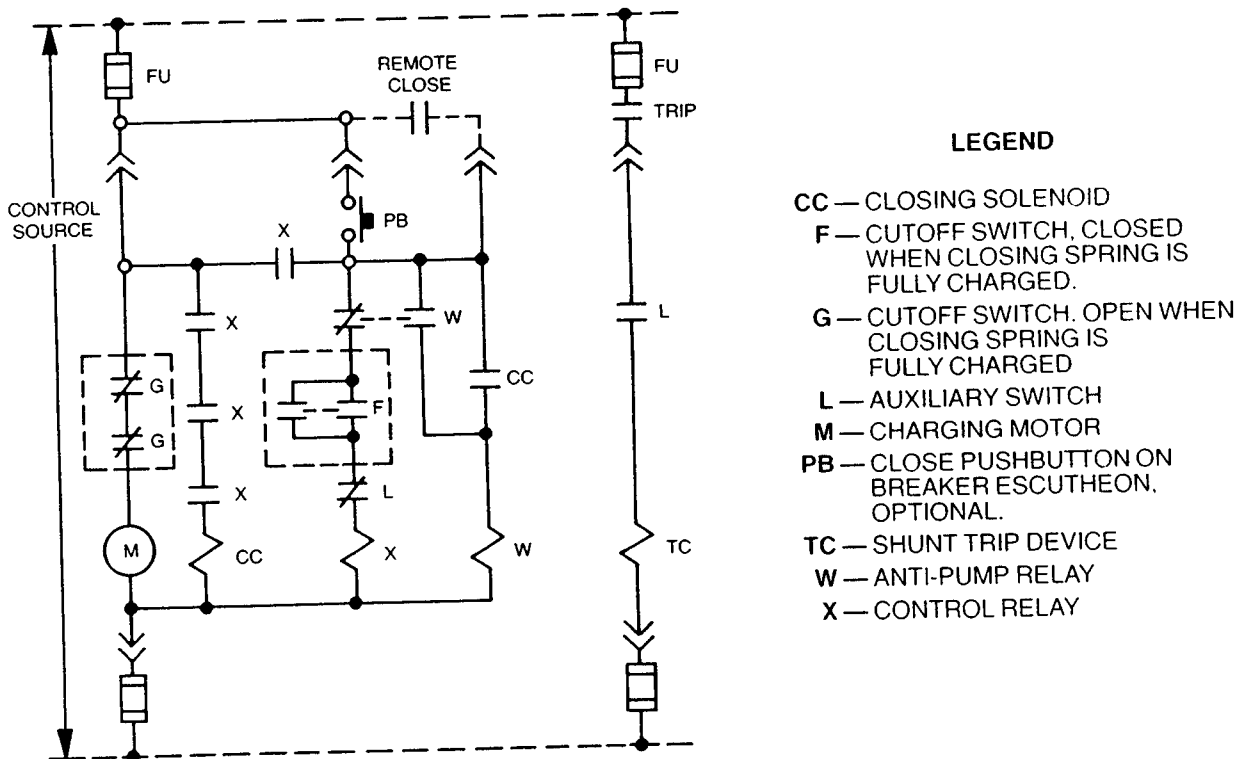 FU
REMOTE
CLOSE
FU
TRIP
CONTROL
SOURCE
X
PB
X
W
L
G
F
CC
G
X
X
L
M
CC
X
W
TC
LEGEND
CC — CLOSING SOLENOID
F — CUTOFF SWITCH, CLOSED
WHEN CLOSING SPRING IS
FULLY CHARGED.
G — CUTOFF SWITCH. OPEN WHEN
CLOSING SPRING IS
FULLY CHARGED
L — AUXILIARY SWITCH
M — CHARGING MOTOR
PB — CLOSE PUSHBUTTON ON
BREAKER ESCUTHEON,
OPTIONAL.
TC — SHUNT TRIP DEVICE
W — ANTI-PUMP RELAY
X — CONTROL RELAY